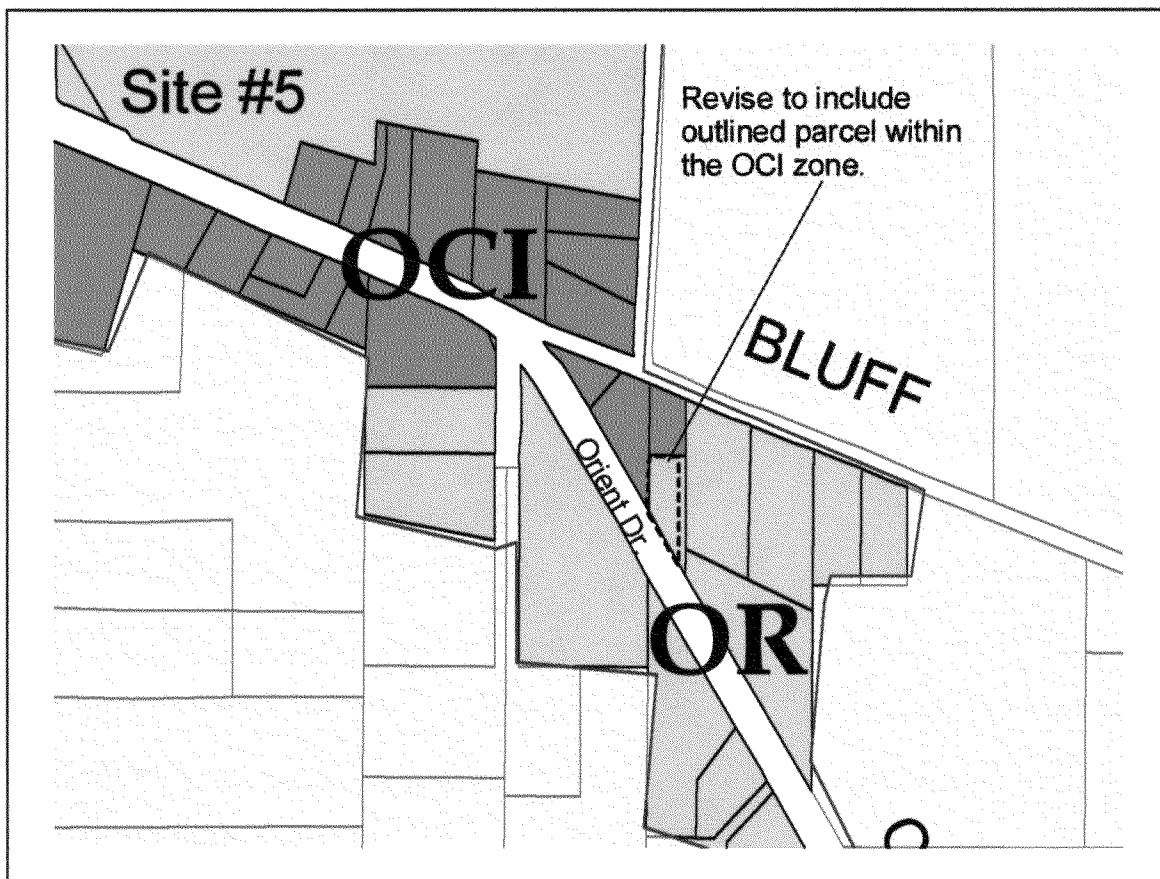 Site #5
Revise to include
outlined parcel within
the OCI zone.
OCI
BLUFF
Orient Dr.
OR